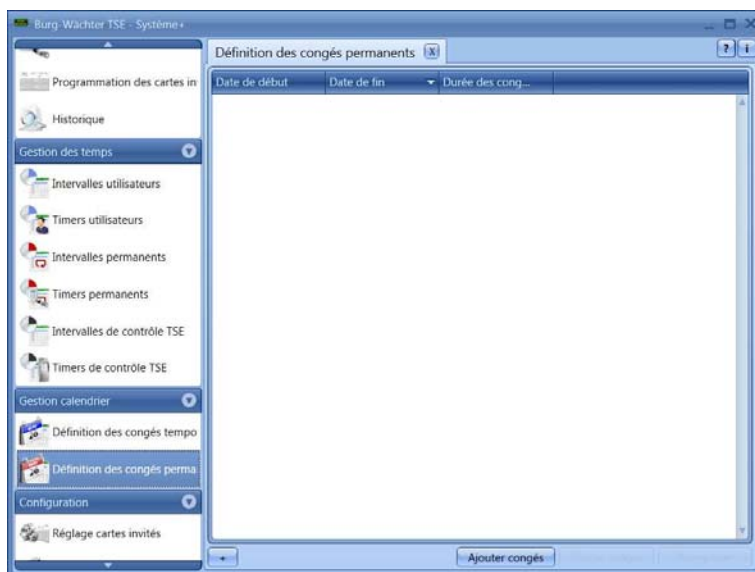 Burg-Wächter TSE - Système+
Programmation des cartes in
Historique
Gestion des temps
Intervalles utilisateurs
Timers utilisateurs
Intervalles permanents
Timers permanents
Intervalles de contrôle TSE
Timers de contrôle TSE
Gestion calendrier
Définition des congés tempo
Définition des congés perma
Configuration
Réglage cartes invités
Définition des congés permanents x
? i
Date de début Date de fin Durée des cong...
+ Ajouter congés